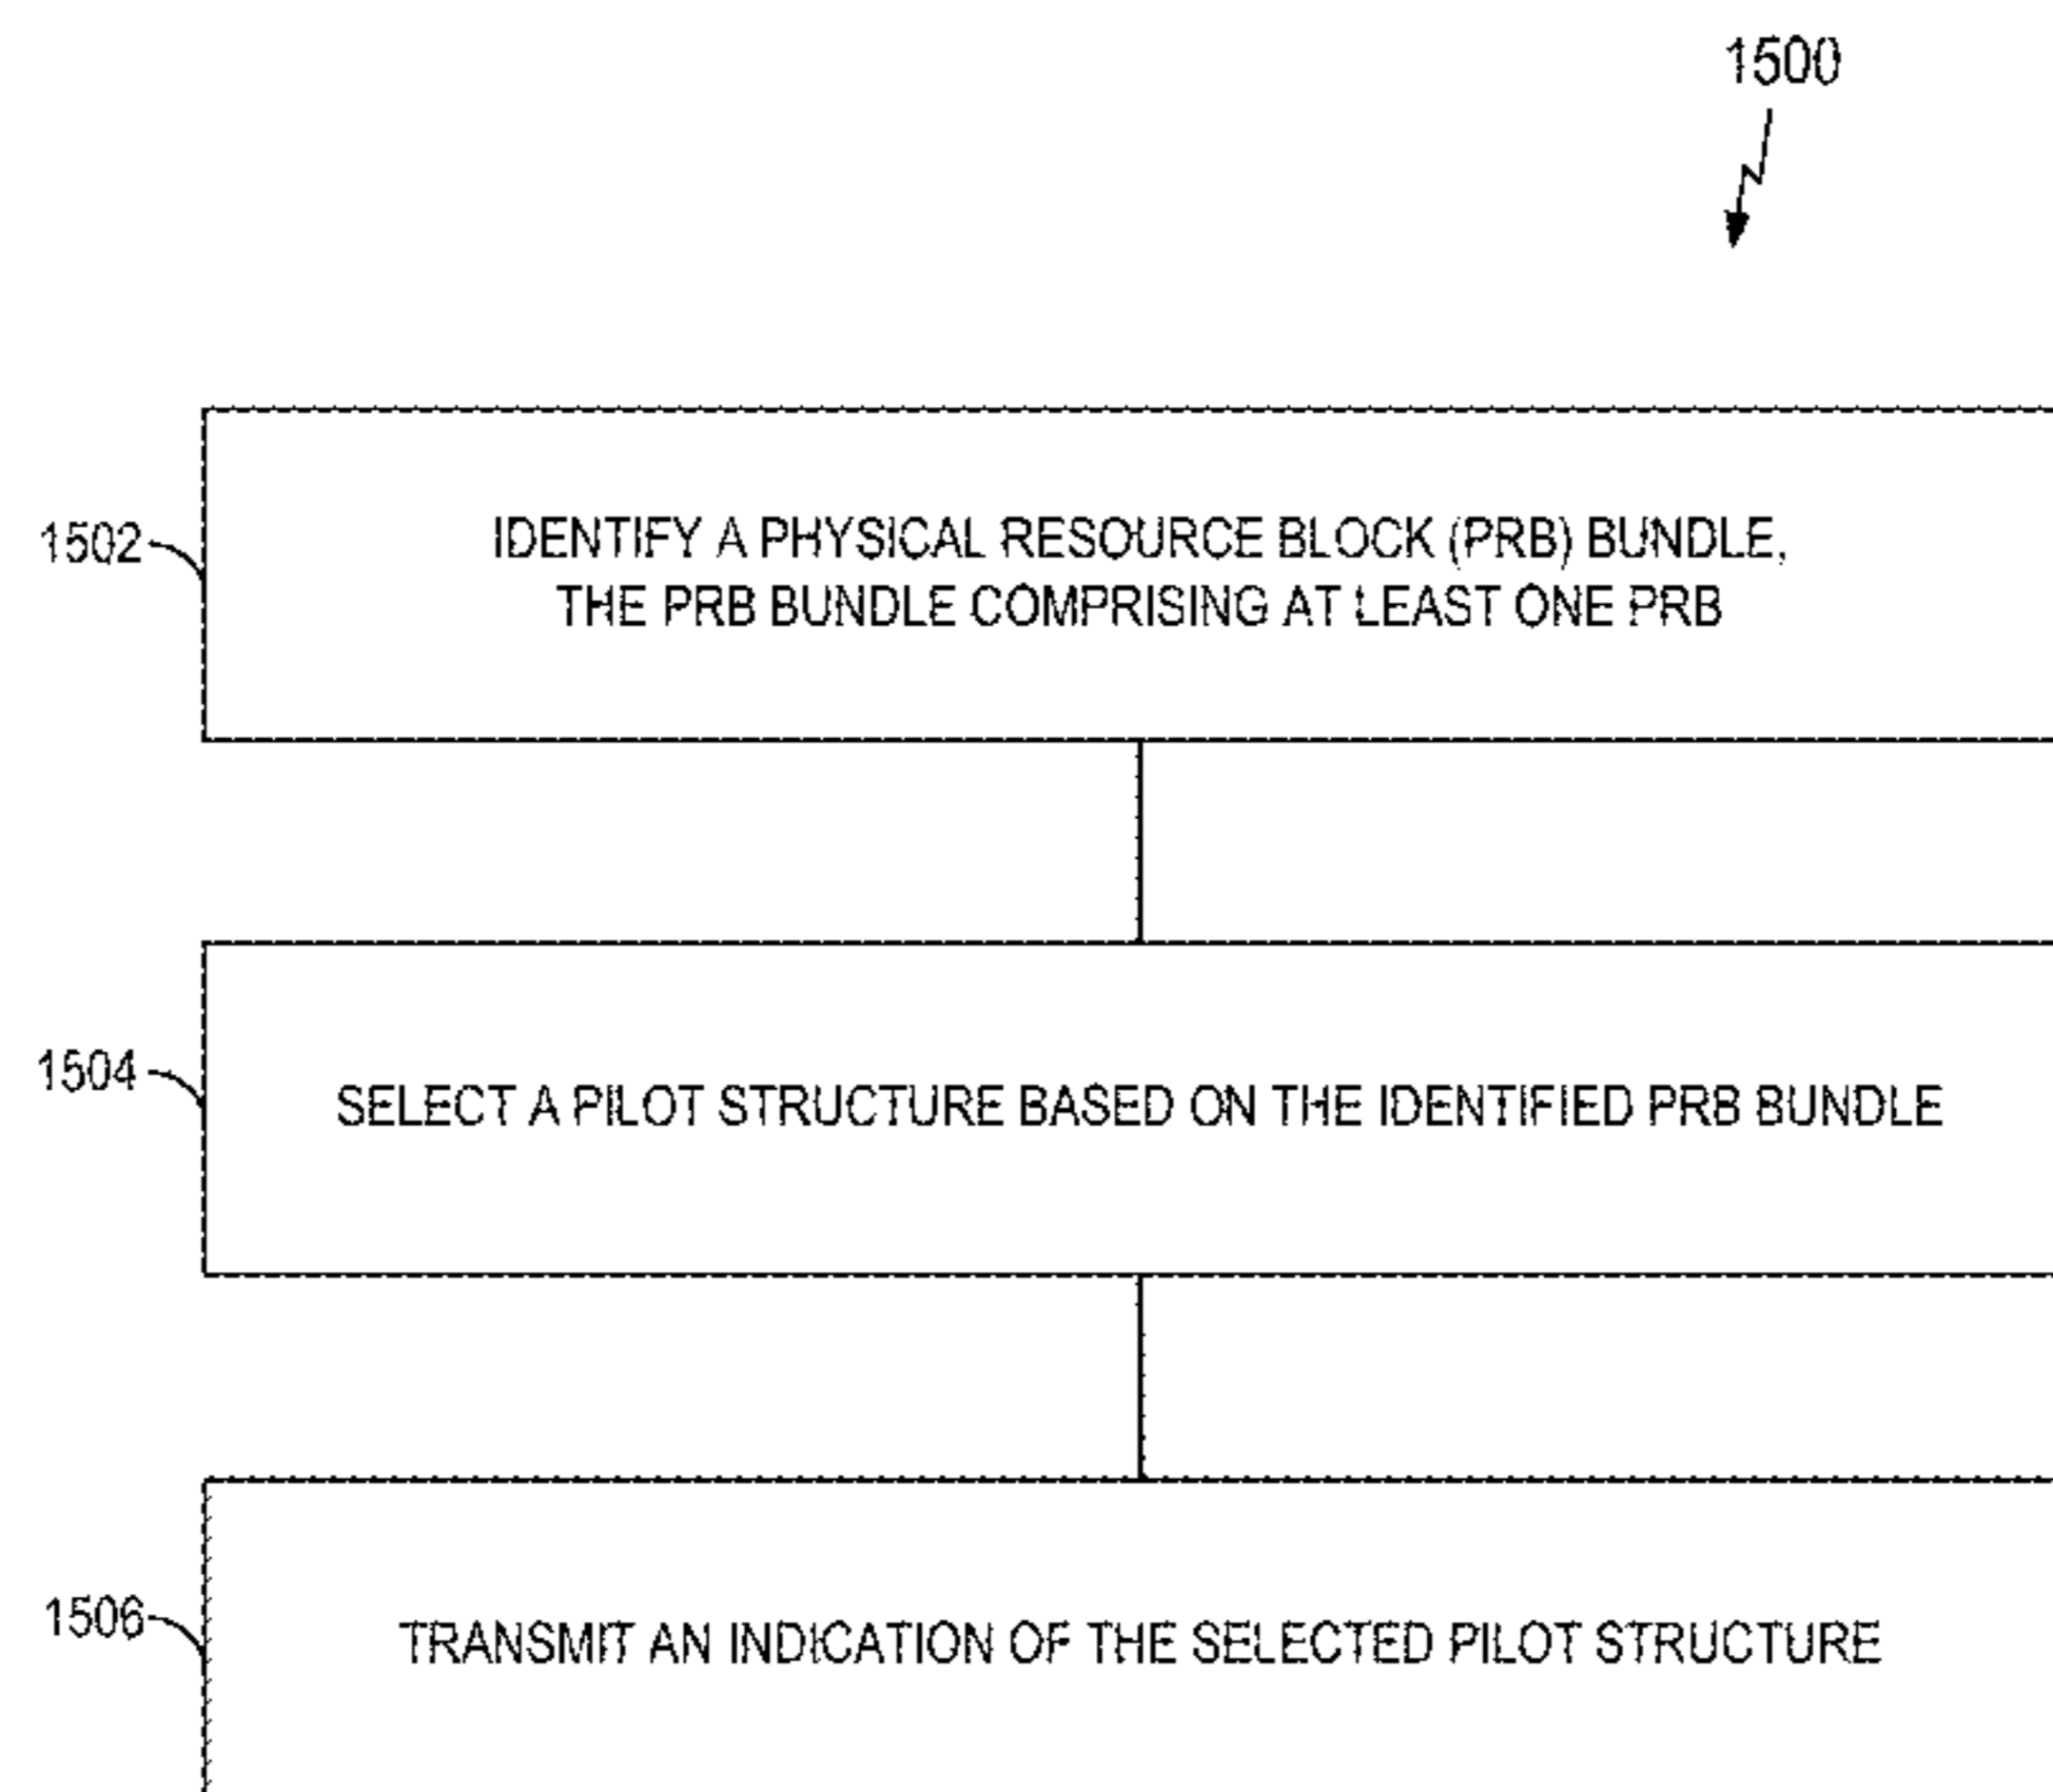 1500
1502
IDENTIFY A PHYSICAL RESOURCE BLOCK (PRB) BUNDLE,
THE PRB BUNDLE COMPRISING AT LEAST ONE PRB
1504
SELECT A PILOT STRUCTURE BASED ON THE IDENTIFIED PRB BUNDLE
1506
TRANSMIT AN INDICATION OF THE SELECTED PILOT STRUCTURE